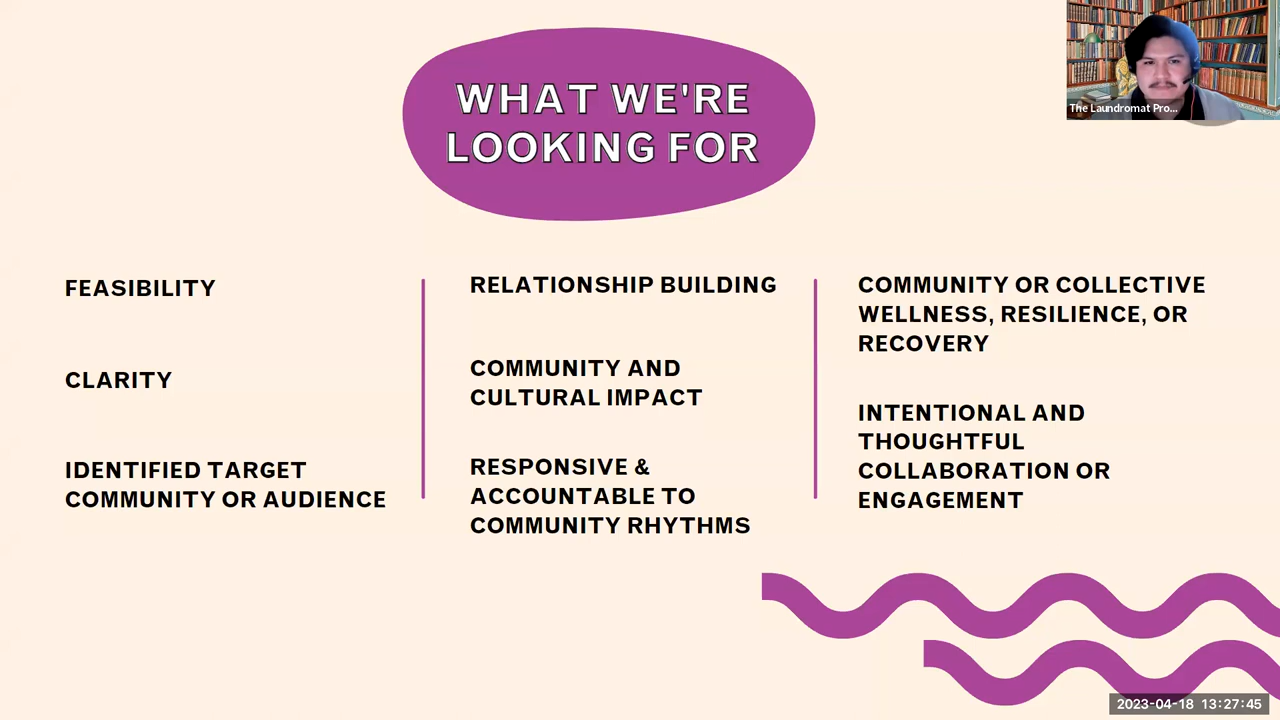 WHAT WE'RE
LOOKING FOR
The Laundromat Pro...
FEASIBILITY
CLARITY
IDENTIFIED TARGET
COMMUNITY OR AUDIENCE
RELATIONSHIP BUILDING
COMMUNITY AND
CULTURAL IMPACT
RESPONSIVE &
ACCOUNTABLE TO
COMMUNITY RHYTHMS
COMMUNITY OR COLLECTIVE
WELLNESS, RESILIENCE, OR
RECOVERY
INTENTIONAL AND
THOUGHTFUL
COLLABORATION OR
ENGAGEMENT
2023-04-18 13:27:45